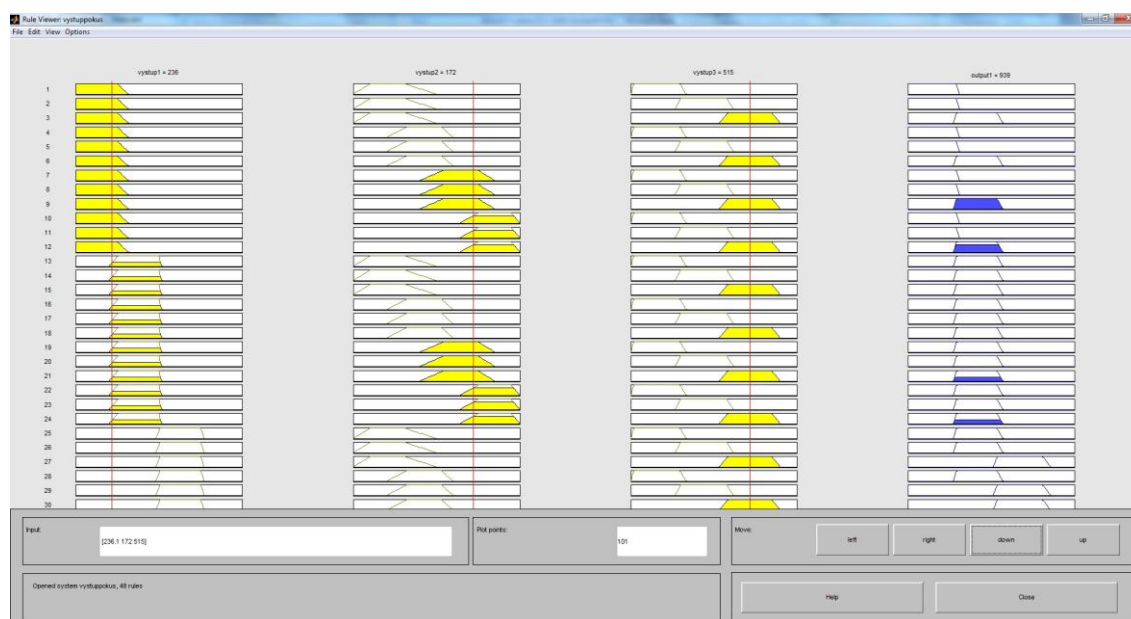 Rule Viewer: vystuppokus
File Edit View Options
vystup1 = 236
vystup2 = 172
vystup3 = 515
output1 = 939
1
2
3
4
5
6
7
8
9
10
11
12
13
14
15
16
17
18
19
20
21
22
23
24
25
26
27
28
29
30
Input:
[236.1 172 515]
Plot points:
101
Move:
left
right
down
up
Opened system vystuppokus, 48 rules
Help
Close